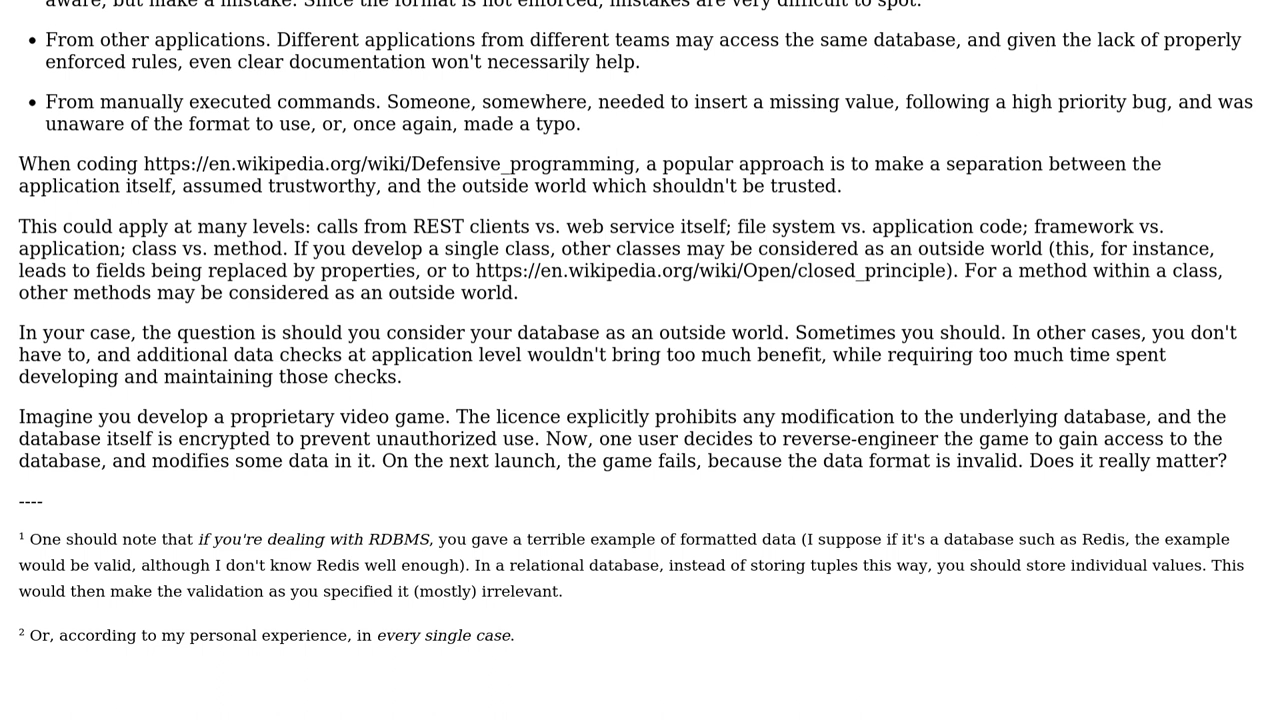 aware, but make a mistake. Since the format is not enforced, mistakes are very difficult to spot.
• From other applications. Different applications from different teams may access the same database, and given the lack of properly
enforced rules, even clear documentation won't necessarily help.
• From manually executed commands. Someone, somewhere, needed to insert a missing value, following a high priority bug, and was
unaware of the format to use, or, once again, made a typo.
When coding https://en.wikipedia.org/wiki/Defensive_programming, a popular approach is to make a separation between the
application itself, assumed trustworthy, and the outside world which shouldn't be trusted.
This could apply at many levels: calls from REST clients vs. web service itself; file system vs. application code; framework vs.
application; class vs. method. If you develop a single class, other classes may be considered as an outside world (this, for instance,
leads to fields being replaced by properties, or to https://en.wikipedia.org/wiki/Open/closed_principle). For a method within a class,
other methods may be considered as an outside world.
In your case, the question is should you consider your database as an outside world. Sometimes you should. In other cases, you don't
have to, and additional data checks at application level wouldn't bring too much benefit, while requiring too much time spent
developing and maintaining those checks.
Imagine you develop a proprietary video game. The licence explicitly prohibits any modification to the underlying database, and the
database itself is encrypted to prevent unauthorized use. Now, one user decides to reverse-engineer the game to gain access to the
database, and modifies some data in it. On the next launch, the game fails, because the data format is invalid. Does it really matter?
----
¹ One should note that if you're dealing with RDBMS, you gave a terrible example of formatted data (I suppose if it's a database such as Redis, the example
would be valid, although I don't know Redis well enough). In a relational database, instead of storing tuples this way, you should store individual values. This
would then make the validation as you specified it (mostly) irrelevant.
² Or, according to my personal experience, in every single case.